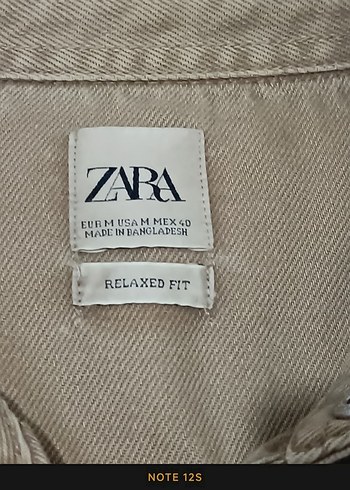 ZARA
EUR M USA M MEX 40
MADE IN BANGLADESH
RELAXED FIT
NOTE 12S